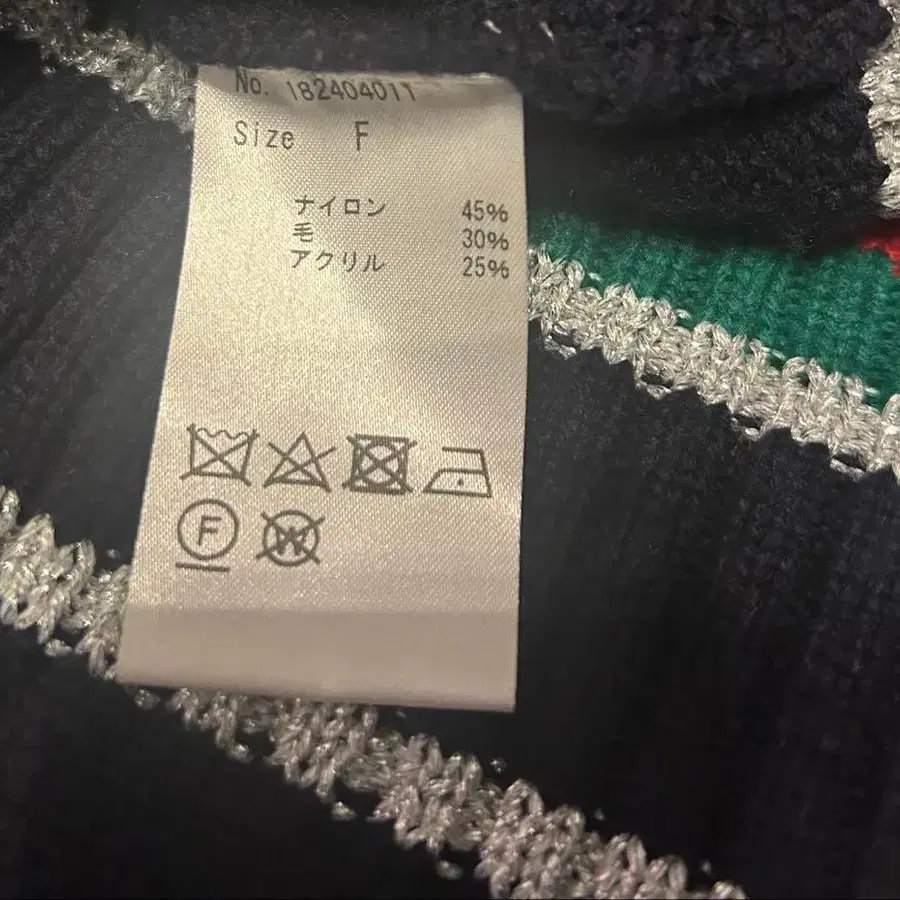 No. 182404011
Size F
ナイロン 45%
毛 30%
アクリル 25%
F
W